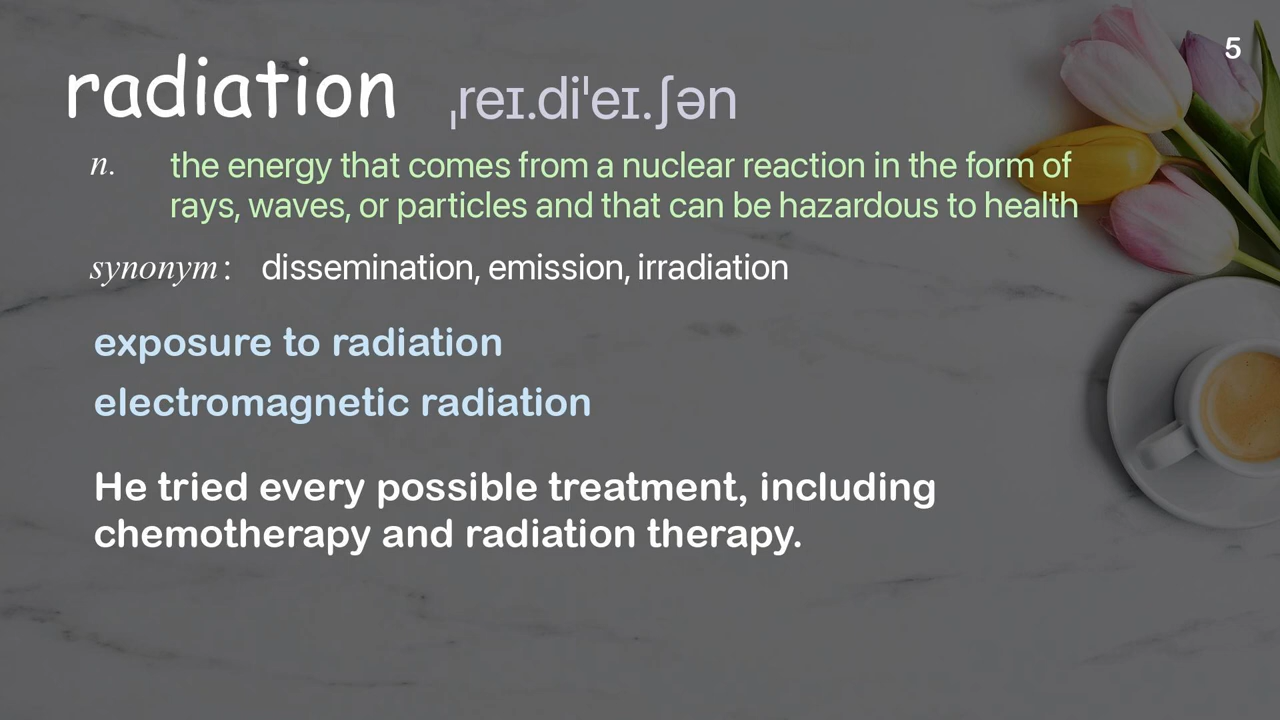 5
radiation ˌreɪ.diˈeɪ.ʃən
n. the energy that comes from a nuclear reaction in the form of
rays, waves, or particles and that can be hazardous to health
synonym : dissemination, emission, irradiation
exposure to radiation
electromagnetic radiation
He tried every possible treatment, including
chemotherapy and radiation therapy.